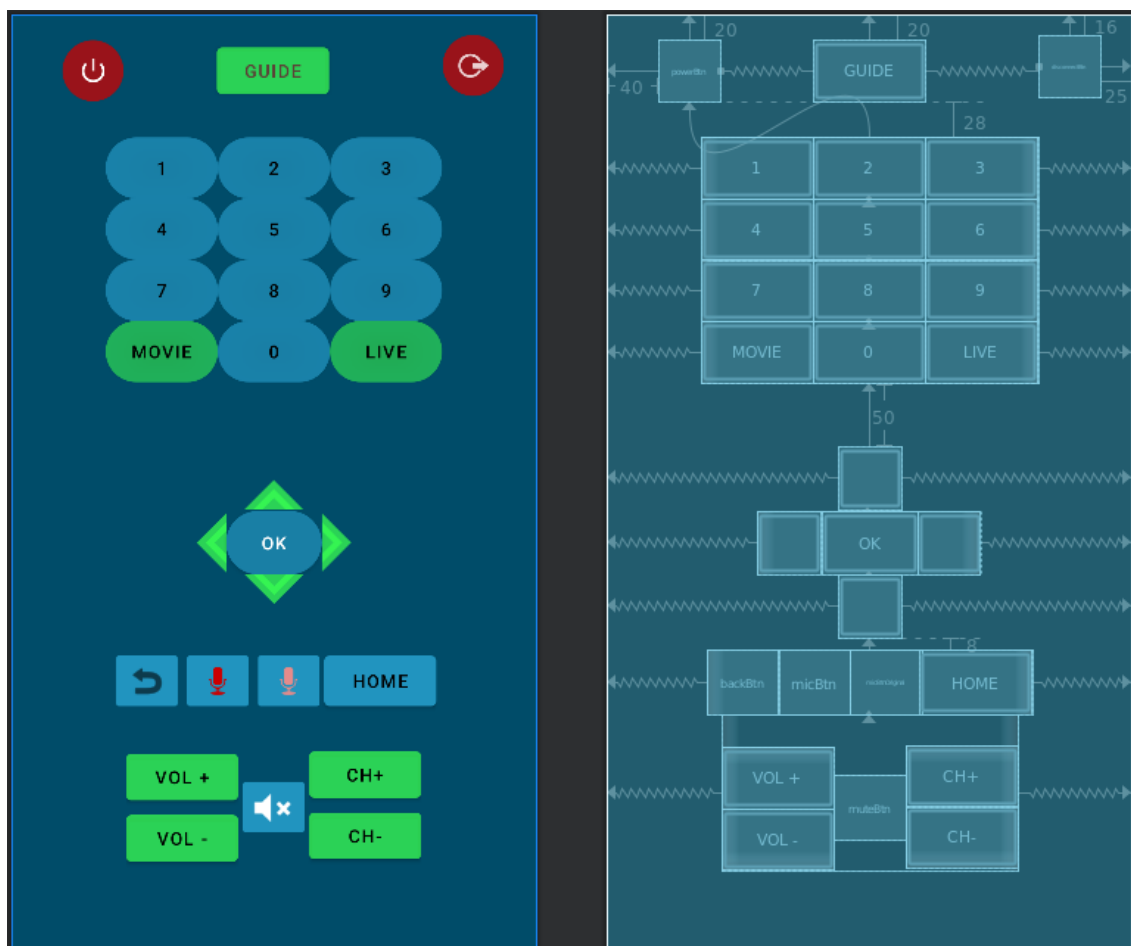 GUIDE
1 2 3
4 5 6
7 8 9
MOVIE 0 LIVE
OK
HOME
VOL + CH+
VOL - CH-
20 20 16
powerBtn GUIDE
40 25
28
1 2 3
4 5 6
7 8 9
MOVIE 0 LIVE
50
OK
8
backBtn micBtn HOME
VOL + CH+
muteBtn
VOL - CH-